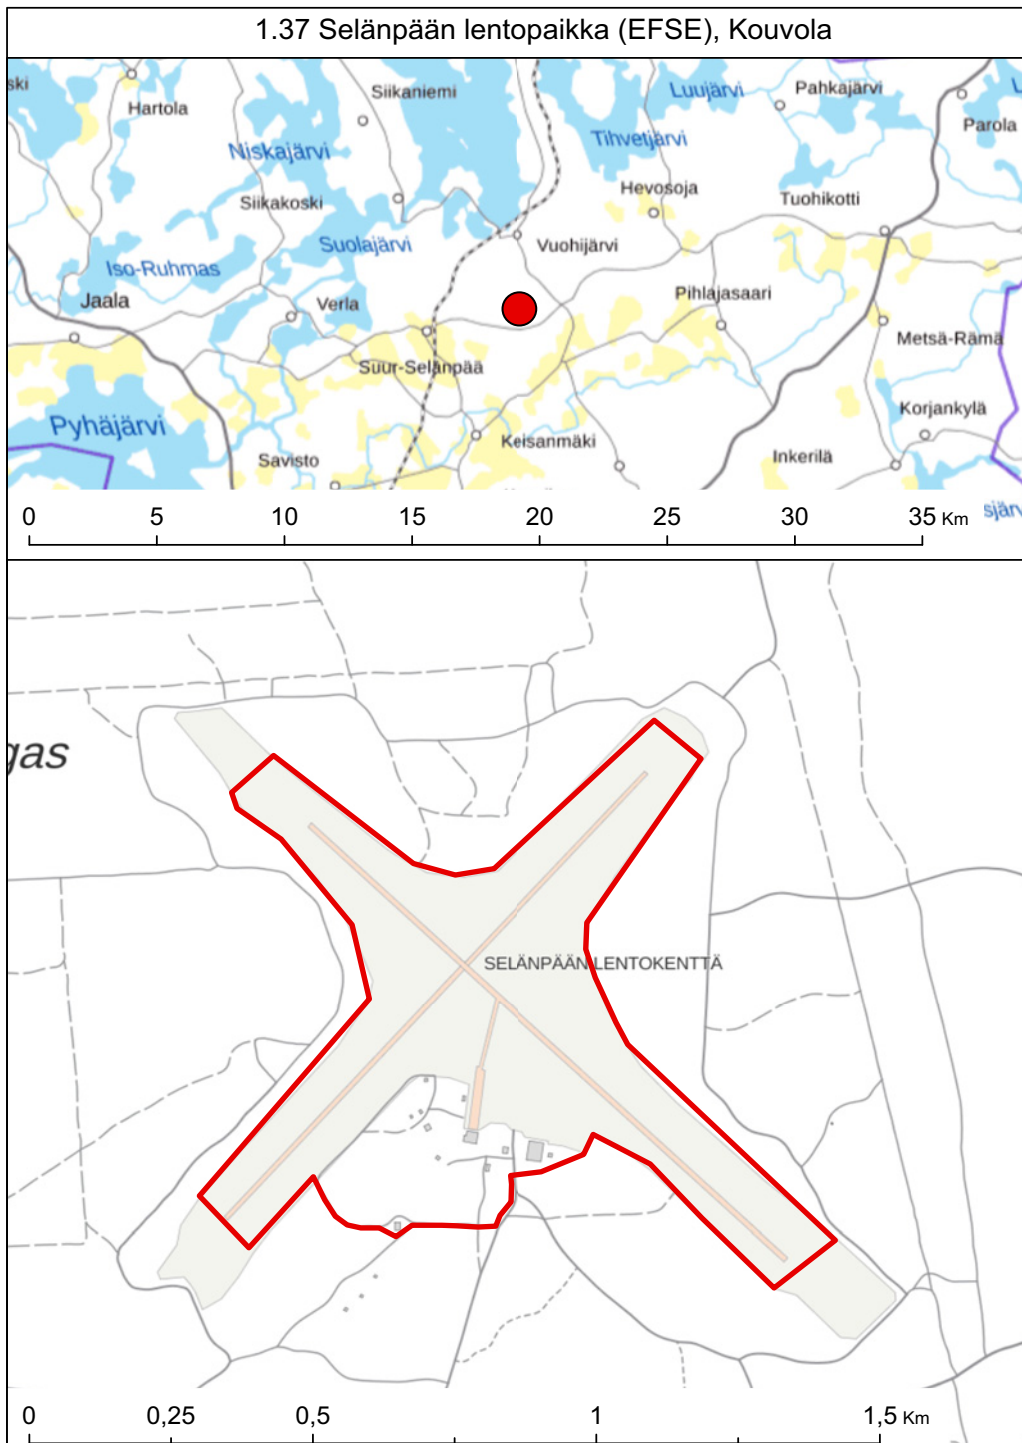 1.37 Selänpään lentopaikka (EFSE), Kouvola
ski
Hartola
Siikaniemi
Luujärvi
Pahkajärvi
Parola
Niskajärvi
Tihvetjärvi
Siikakoski
Hevosoja
Tuohikotti
Suolajärvi
Vuohijärvi
Iso-Ruhmas
Jaala
Verla
Pihlajasaari
Metsä-Rämä
Suur-Selänpää
Pyhäjärvi
Korjankylä
Keisanmäki
Savisto
Inkerilä
0 5 10 15 20 25 30 35 Km
sjärv
gas
SELÄNPÄÄN LENTOKENTTÄ
0 0,25 0,5 1 1,5 Km